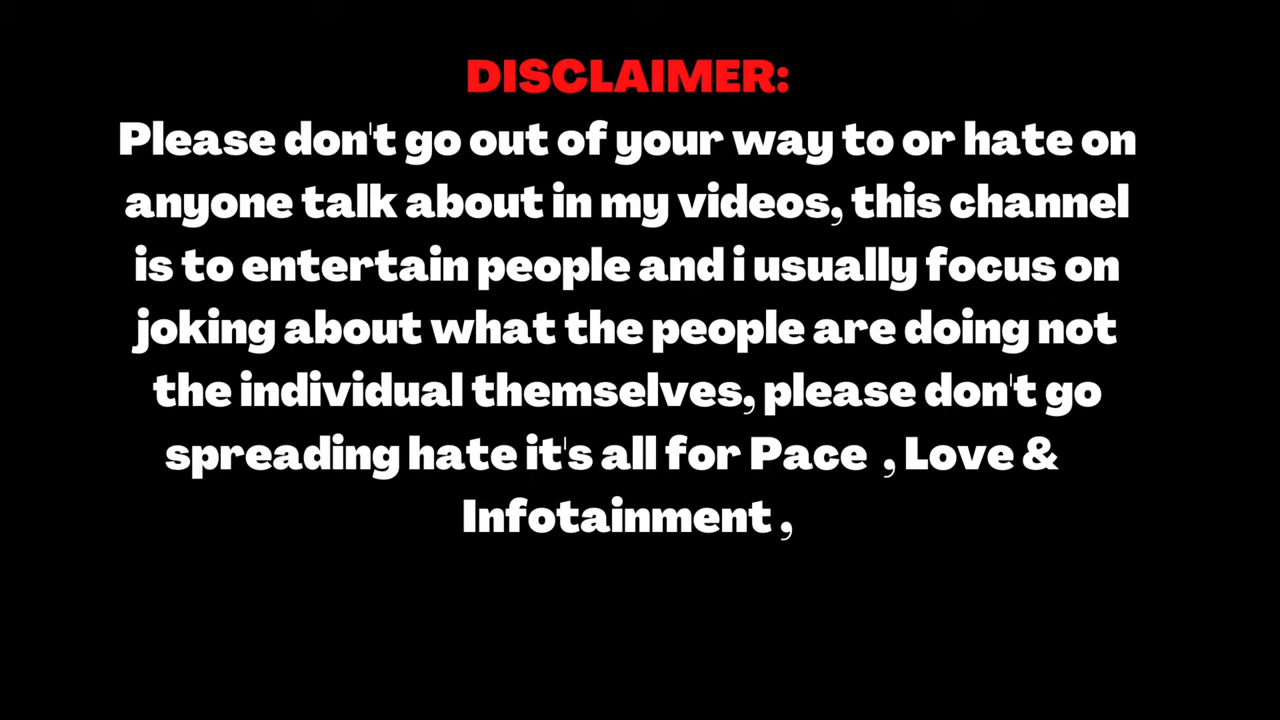 DISCLAIMER:
Please don't go out of your way to or hate on
anyone talk about in my videos, this channel
is to entertain people and i usually focus on
joking about what the people are doing not
the individual themselves, please don't go
spreading hate it's all for Pace , Love &
Infotainment ,